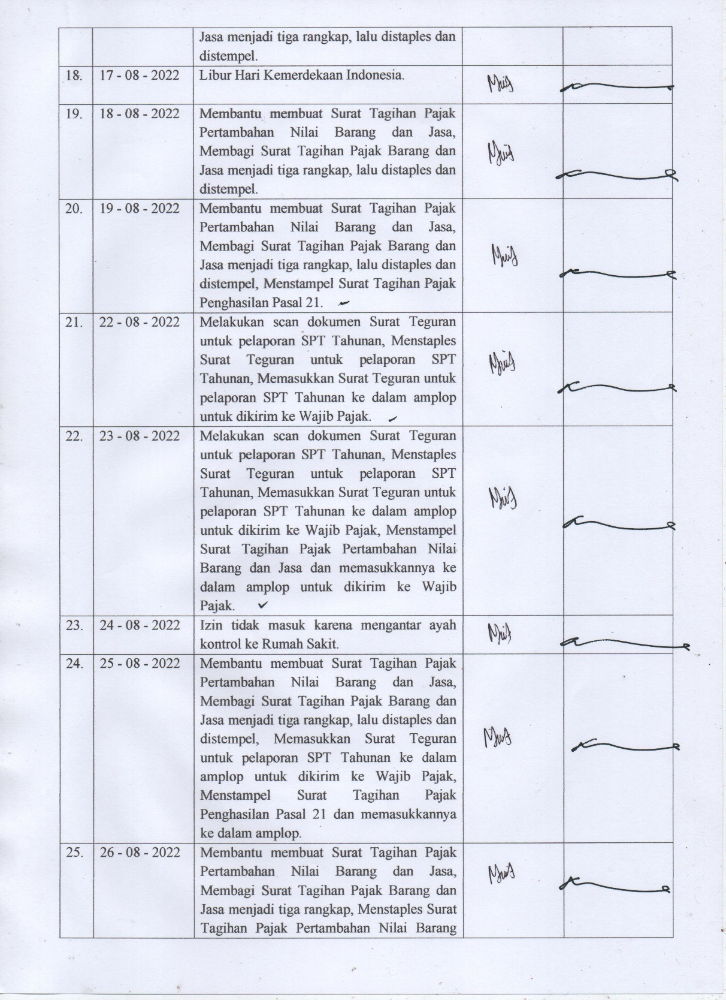 Jasa menjadi tiga rangkap, lalu distaples dan
distempel.
18. 17 - 08 - 2022 Libur Hari Kemerdekaan Indonesia.
19. 18 - 08 - 2022 Membantu membuat Surat Tagihan Pajak
Pertambahan Nilai Barang dan Jasa,
Membagi Surat Tagihan Pajak Barang dan
Jasa menjadi tiga rangkap, lalu distaples dan
distempel.
20. 19 - 08 - 2022 Membantu membuat Surat Tagihan Pajak
Pertambahan Nilai Barang dan Jasa,
Membagi Surat Tagihan Pajak Barang dan
Jasa menjadi tiga rangkap, lalu distaples dan
distempel, Menstampel Surat Tagihan Pajak
Penghasilan Pasal 21.
21. 22 - 08 - 2022 Melakukan scan dokumen Surat Teguran
untuk pelaporan SPT Tahunan, Menstaples
Surat Teguran untuk pelaporan SPT
Tahunan, Memasukkan Surat Teguran untuk
pelaporan SPT Tahunan ke dalam amplop
untuk dikirim ke Wajib Pajak.
22. 23 - 08 - 2022 Melakukan scan dokumen Surat Teguran
untuk pelaporan SPT Tahunan, Menstaples
Surat Teguran untuk pelaporan SPT
Tahunan, Memasukkan Surat Teguran untuk
pelaporan SPT Tahunan ke dalam amplop
untuk dikirim ke Wajib Pajak, Menstampel
Surat Tagihan Pajak Pertambahan Nilai
Barang dan Jasa dan memasukkannya ke
dalam amplop untuk dikirim ke Wajib
Pajak.
23. 24 - 08 - 2022 Izin tidak masuk karena mengantar ayah
kontrol ke Rumah Sakit.
24. 25 - 08 - 2022 Membantu membuat Surat Tagihan Pajak
Pertambahan Nilai Barang dan Jasa,
Membagi Surat Tagihan Pajak Barang dan
Jasa menjadi tiga rangkap, lalu distaples dan
distempel, Memasukkan Surat Teguran
untuk pelaporan SPT Tahunan ke dalam
amplop untuk dikirim ke Wajib Pajak,
Menstampel Surat Tagihan Pajak
Penghasilan Pasal 21 dan memasukkannya
ke dalam amplop.
25. 26 - 08 - 2022 Membantu membuat Surat Tagihan Pajak
Pertambahan Nilai Barang dan Jasa,
Membagi Surat Tagihan Pajak Barang dan
Jasa menjadi tiga rangkap, Menstaples Surat
Tagihan Pajak Pertambahan Nilai Barang